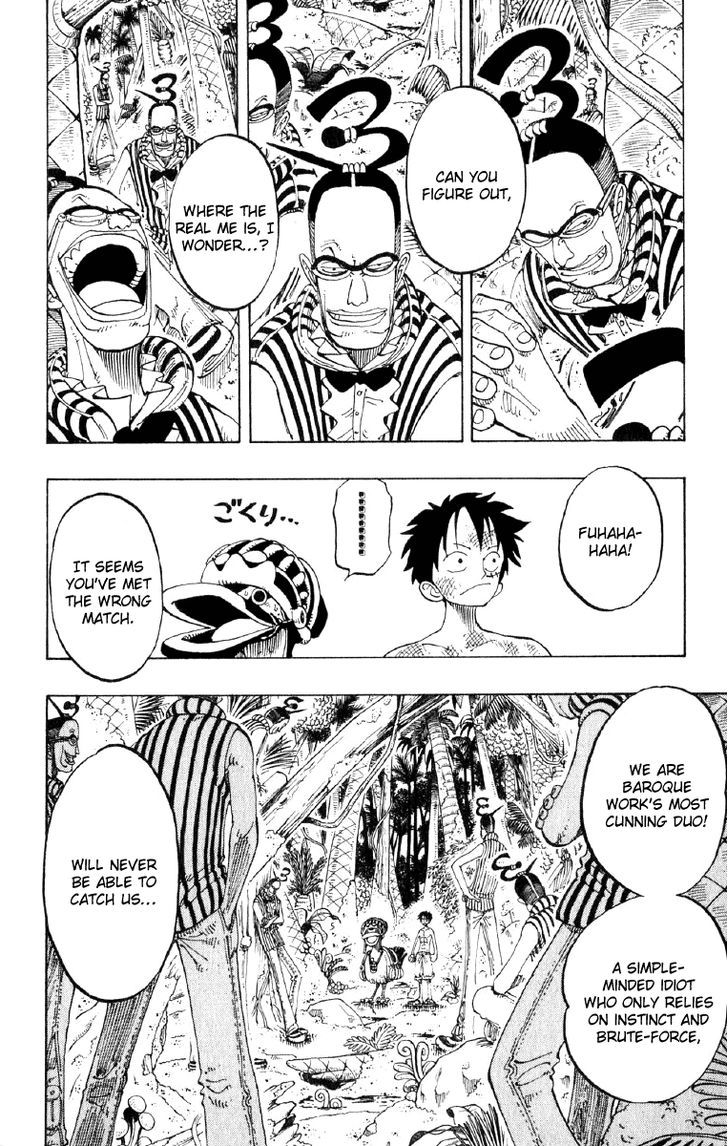 CAN YOU
FIGURE OUT,
WHERE THE
REAL ME IS, I
WONDER...?
FUHAHA-
HAHA!
ごくり...
IT SEEMS
YOU'VE MET
THE WRONG
MATCH.
WE ARE
BAROQUE
WORK'S MOST
CUNNING DUO!
A SIMPLE-
MINDED IDIOT
WHO ONLY RELIES
ON INSTINCT AND
BRUTE-FORCE,
WILL NEVER
BE ABLE TO
CATCH US...